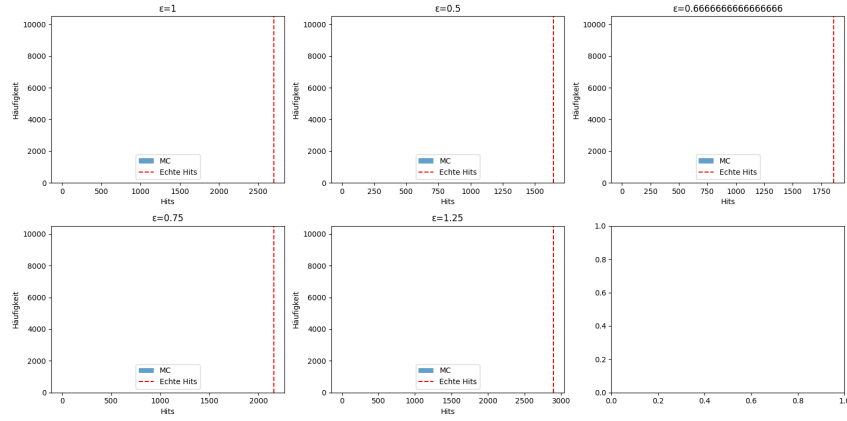 ε=1
ε=0.5
ε=0.6666666666666666
Häufigkeit
10000
8000
6000
4000
2000
0
MC
Echte Hits
0 500 1000 1500 2000 2500
Hits
Häufigkeit
10000
8000
6000
4000
2000
0
MC
Echte Hits
0 250 500 750 1000 1250 1500
Hits
Häufigkeit
10000
8000
6000
4000
2000
0
MC
Echte Hits
0 250 500 750 1000 1250 1500 1750
Hits
ε=0.75
ε=1.25
Häufigkeit
10000
8000
6000
4000
2000
0
MC
Echte Hits
0 500 1000 1500 2000
Hits
Häufigkeit
10000
8000
6000
4000
2000
0
MC
Echte Hits
0 500 1000 1500 2000 2500 3000
Hits
1.0
0.8
0.6
0.4
0.2
0.0
0.0 0.2 0.4 0.6 0.8 1.0